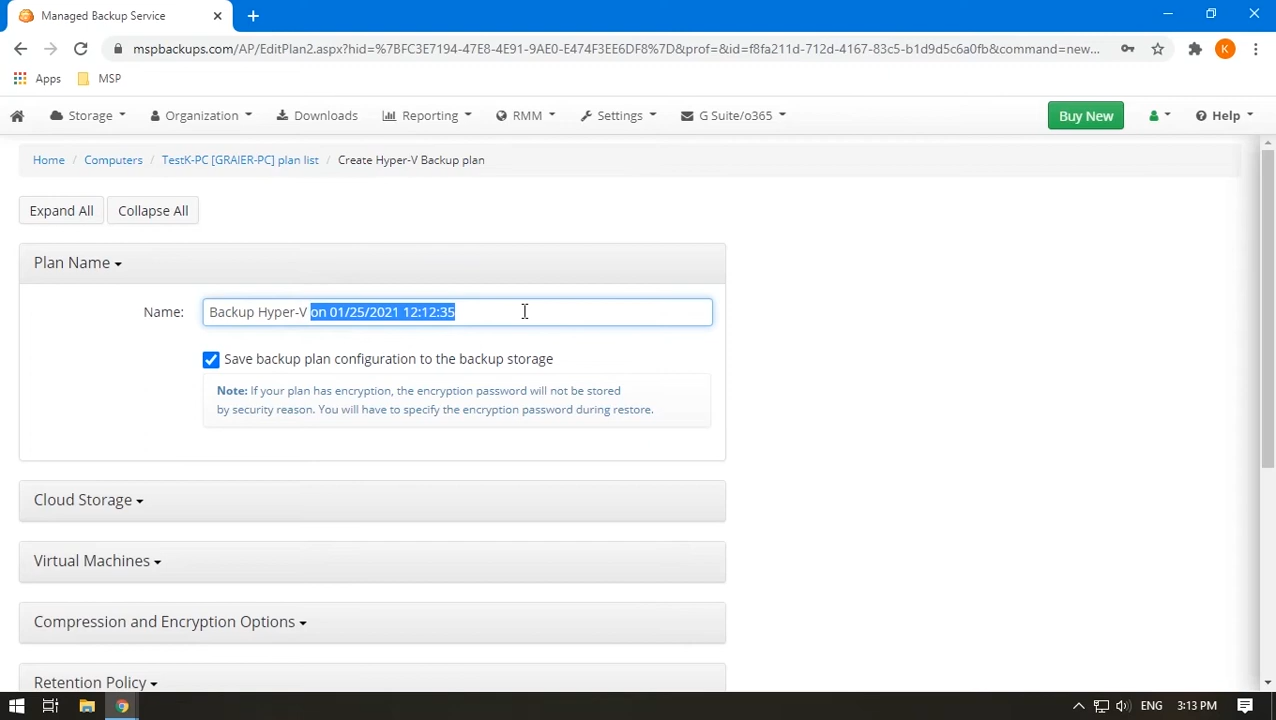 Managed Backup Service
mspbackups.com/AP/EditPlan2.aspx?hid=%7BFC3E7194-47E8-4E91-9AE0-E474F3EE6DF8%7D&prof=&id=f8fa211d-712d-4167-83c5-b1d9d5c6a0fb&command=new...
K
Apps MSP
Storage Organization Downloads Reporting RMM Settings G Suite/o365 Buy New Help
Home / Computers / TestK-PC [GRAIER-PC] plan list / Create Hyper-V Backup plan
Expand All Collapse All
Plan Name
Name: Backup Hyper-V on 01/25/2021 12:12:35
Save backup plan configuration to the backup storage
Note: If your plan has encryption, the encryption password will not be stored
by security reason. You will have to specify the encryption password during restore.
Cloud Storage
Virtual Machines
Compression and Encryption Options
Retention Policy
ENG 3:13 PM